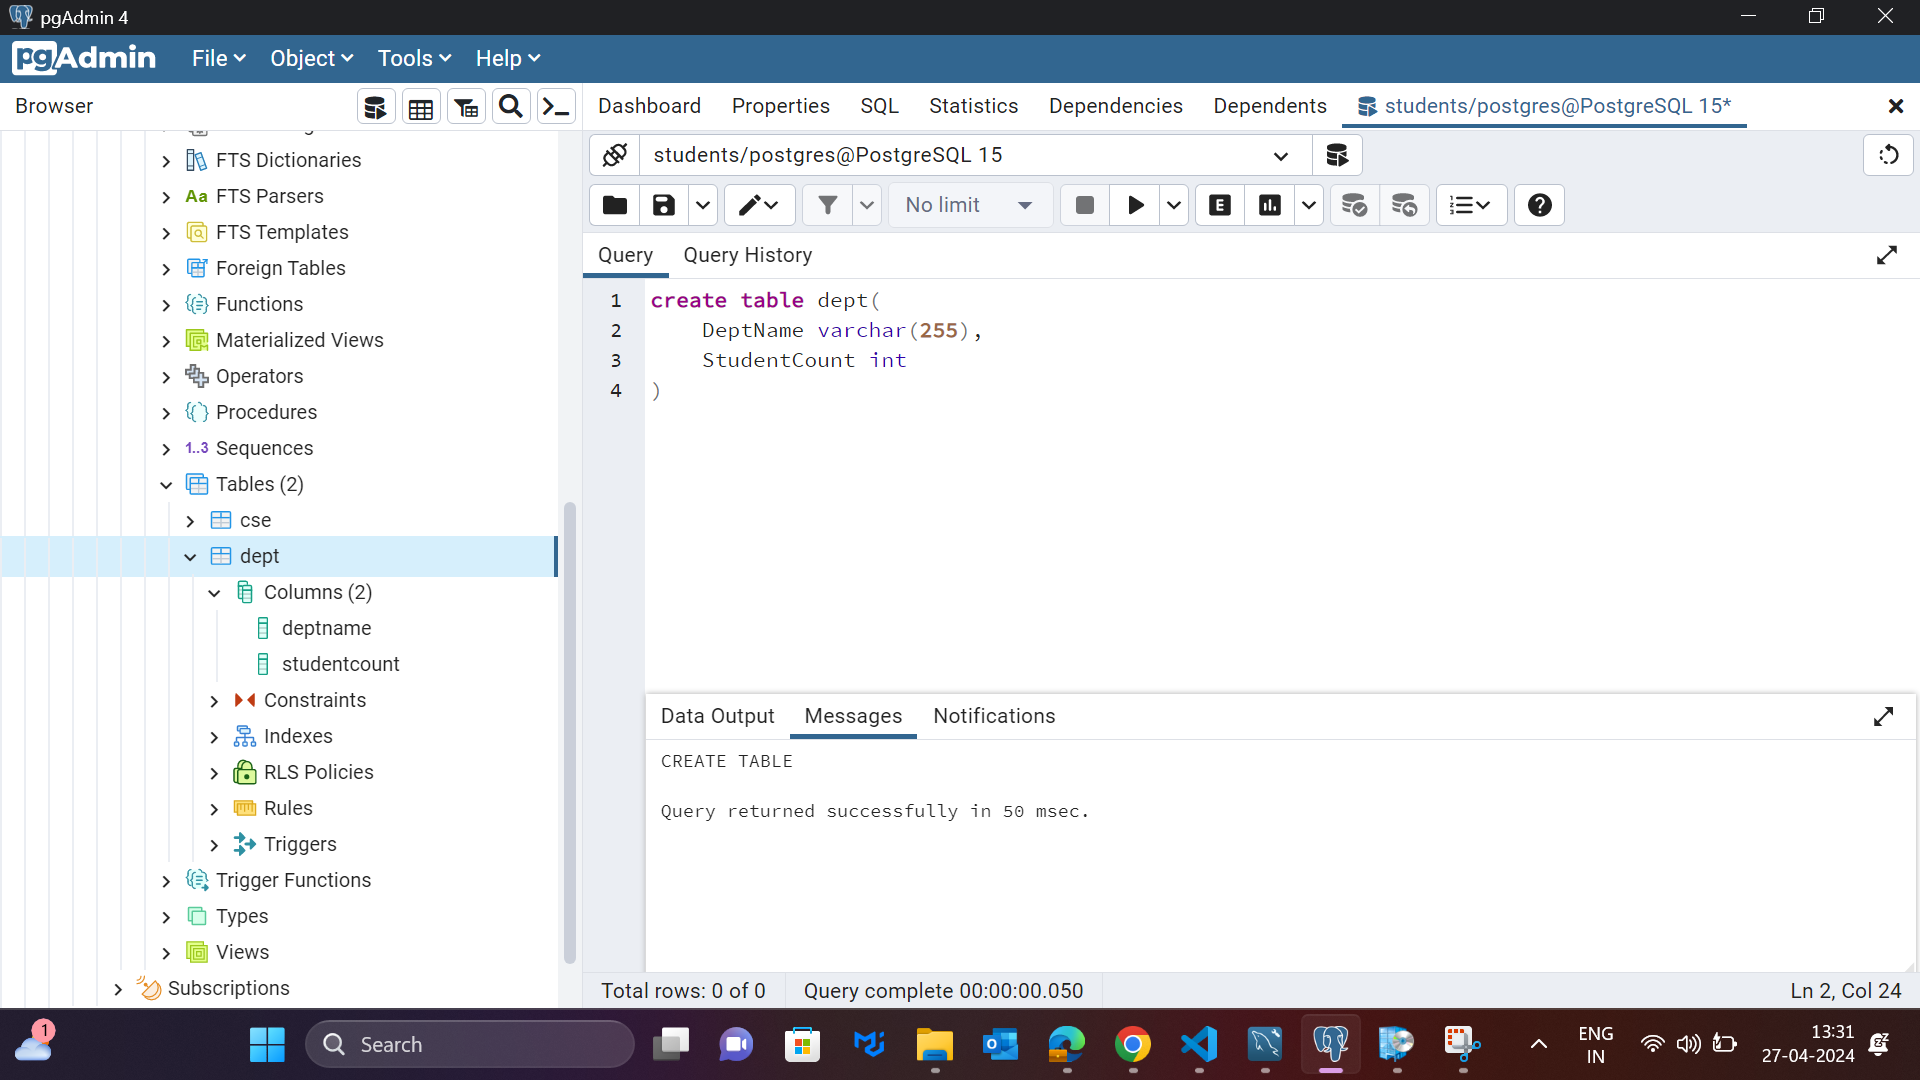 pgAdmin 4
pgAdmin File Object Tools Help
Browser
Dashboard Properties SQL Statistics Dependencies Dependents students/postgres@PostgreSQL 15*
FTS Dictionaries
Aa FTS Parsers
FTS Templates
Foreign Tables
Functions
Materialized Views
Operators
Procedures
1..3 Sequences
Tables (2)
cse
dept
Columns (2)
deptname
studentcount
Constraints
Indexes
RLS Policies
Rules
Triggers
Trigger Functions
Types
Views
Subscriptions
students/postgres@PostgreSQL 15
No limit E
Query Query History
1 create table dept(
2 DeptName varchar(255),
3 StudentCount int
4 )
Data Output Messages Notifications
CREATE TABLE
Query returned successfully in 50 msec.
Total rows: 0 of 0 Query complete 00:00:00.050 Ln 2, Col 24
1
Search
ENG
IN
13:31
27-04-2024